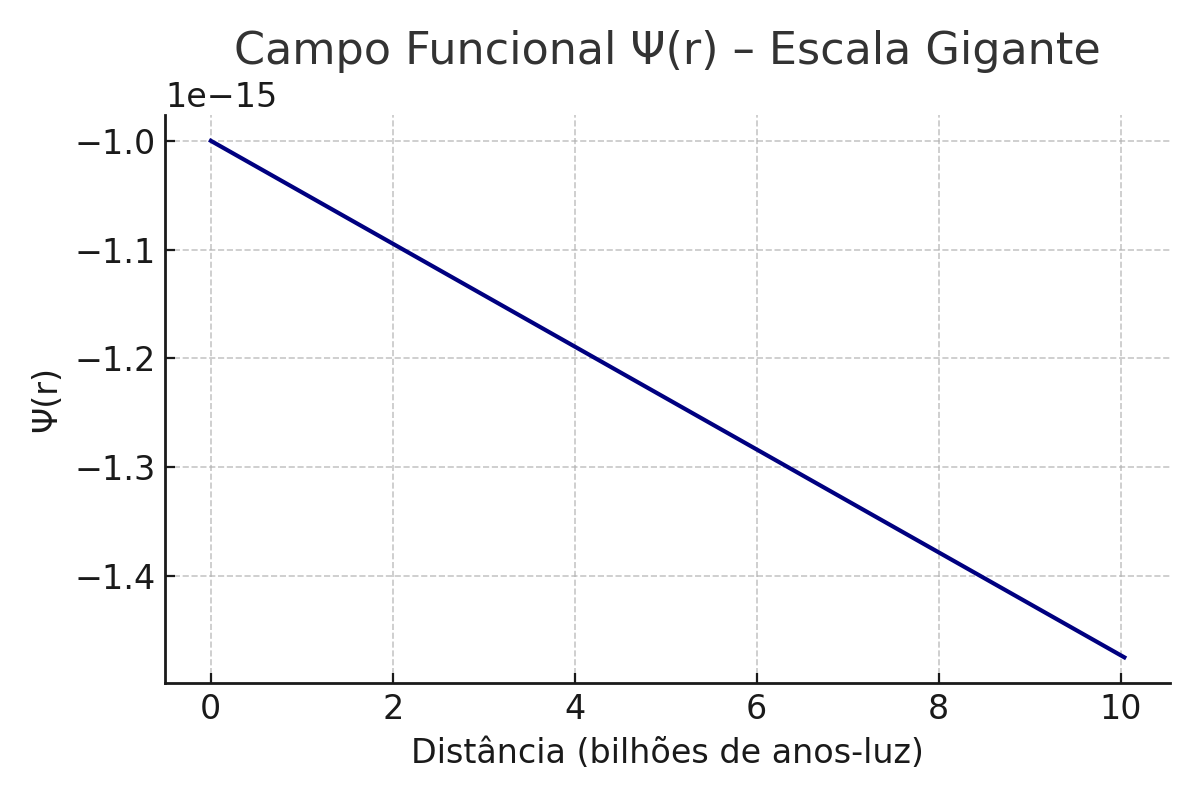 Campo Funcional Ψ(r) – Escala Gigante
1e−15
−1.0
−1.1
−1.2
−1.3
−1.4
Ψ(r)
0 2 4 6 8 10
Distância (bilhões de anos-luz)